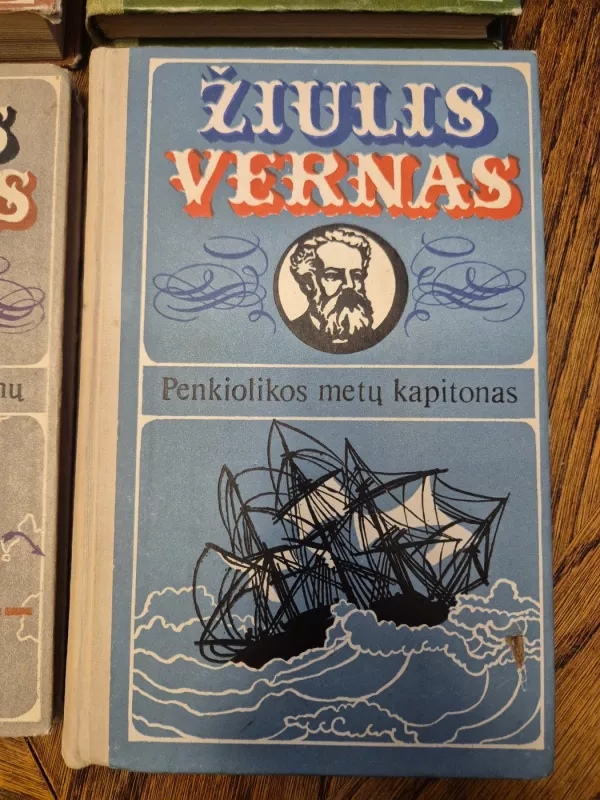 ŽIULIS
VERNAS
Penkiolikos metų kapitonas